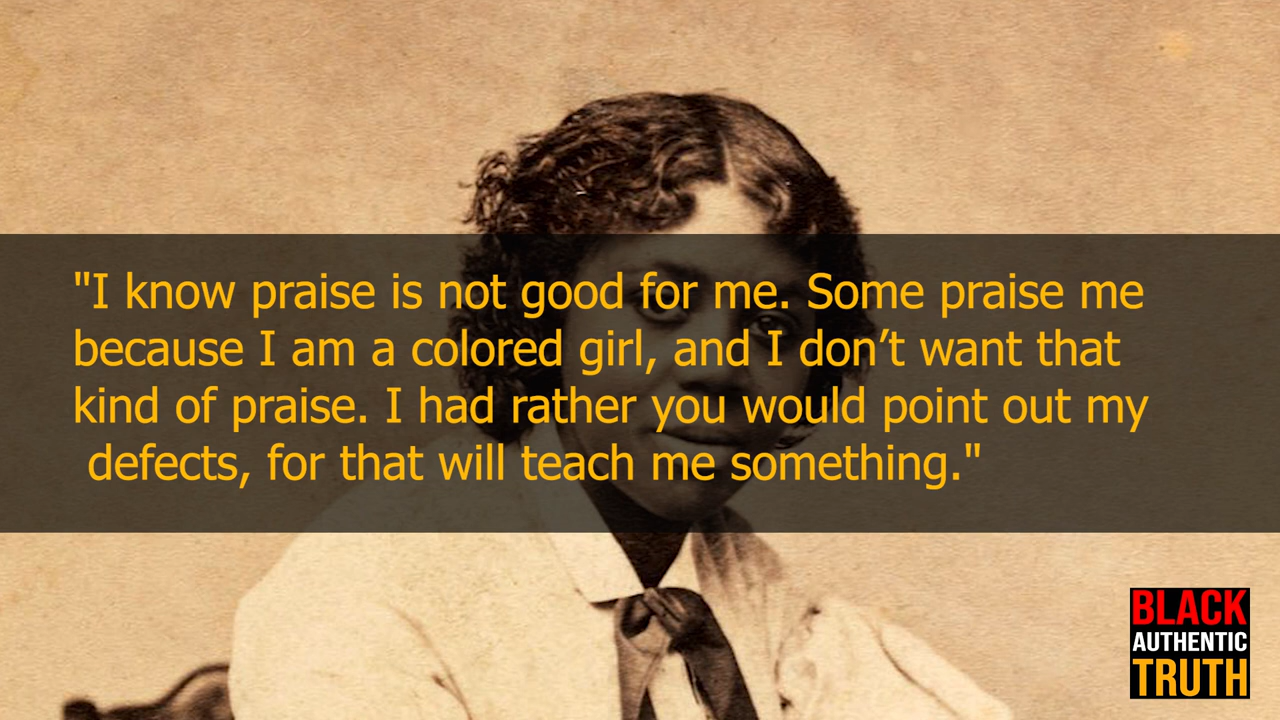 "I know praise is not good for me. Some praise me
because I am a colored girl, and I don’t want that
kind of praise. I had rather you would point out my
defects, for that will teach me something."
BLACK
AUTHENTIC
TRUTH